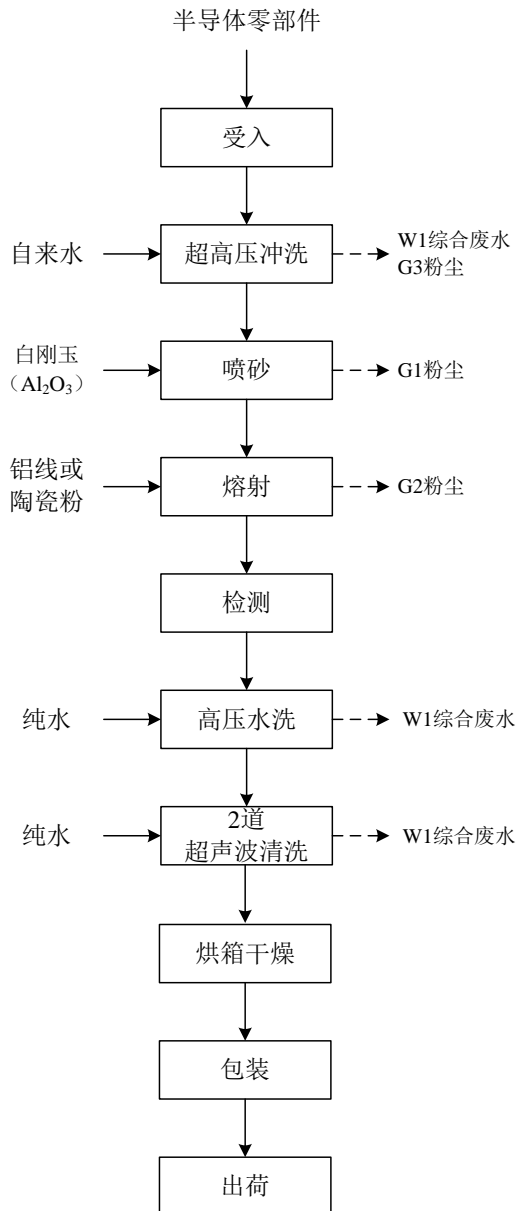 半导体零部件
受入
自来水
超高压冲洗
W1综合废水
G3粉尘
白刚玉
（Al₂O₃）
喷砂
G1粉尘
铝线或
陶瓷粉
熔射
G2粉尘
检测
纯水
高压水洗
W1综合废水
纯水
2道
超声波清洗
W1综合废水
烘箱干燥
包装
出荷